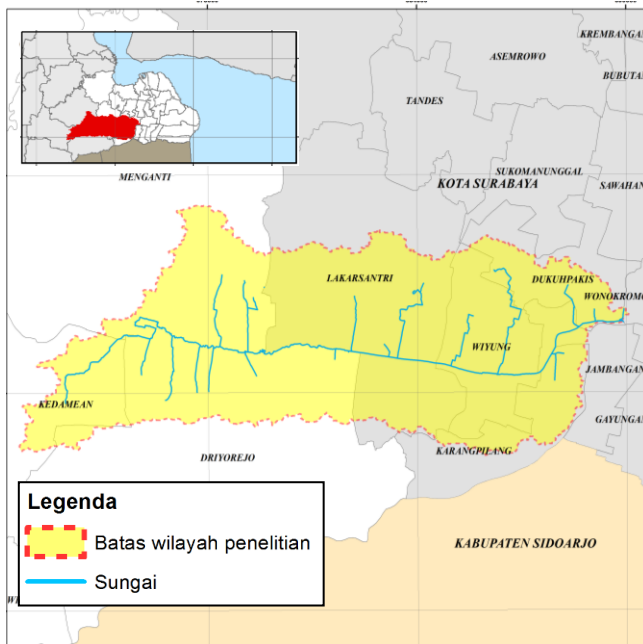 KREMBANGAN
ASEMROWO
BUBUTAN
TANDES
SUKOMANUNGGAL
MENGANTI
KOTA SURABAYA
SAWAHAN
LAKARSANTRI
DUKUHPAKIS
WONOKROMO
WIYUNG
JAMBANGAN
KEDAMEAN
GAYUNGAN
KARANGPILANG
DRIYOREJO
Legenda
Batas wilayah penelitian
KABUPATEN SIDOARJO
Sungai